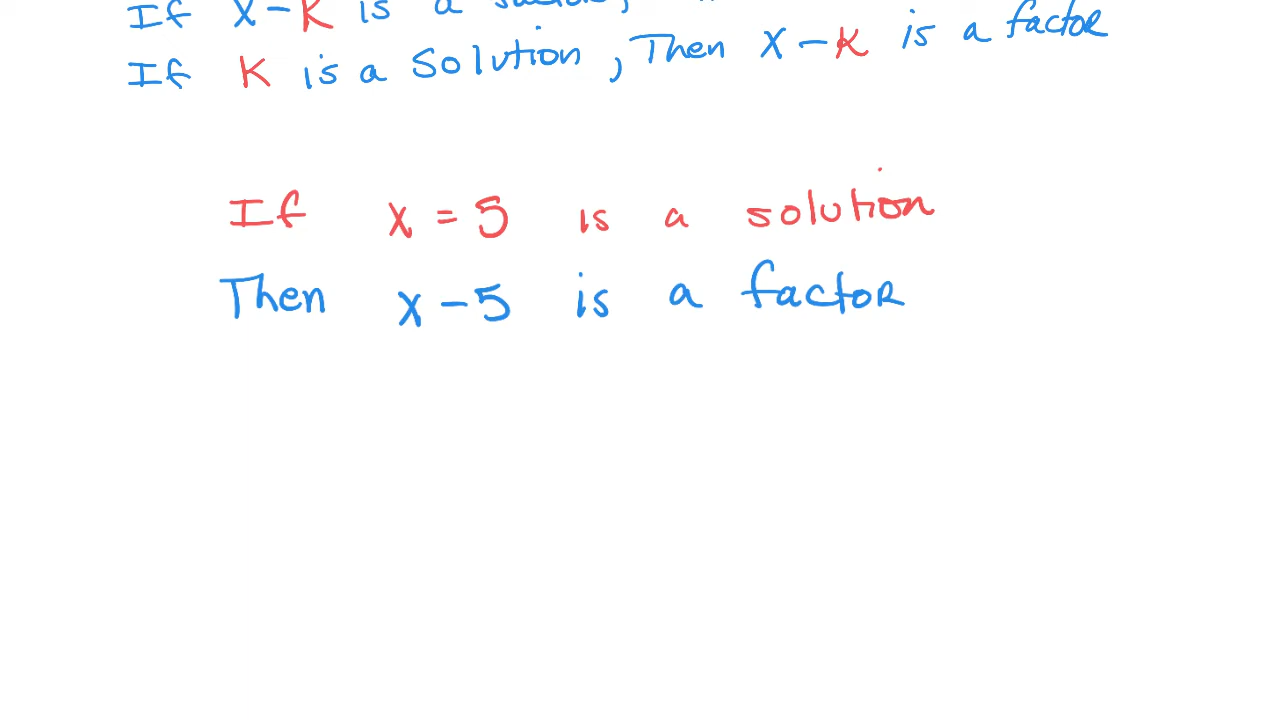 If x-K is a
If K is a Solution, Then x-K is a factor
If x = 5 is a solution
Then x-5 is a factor